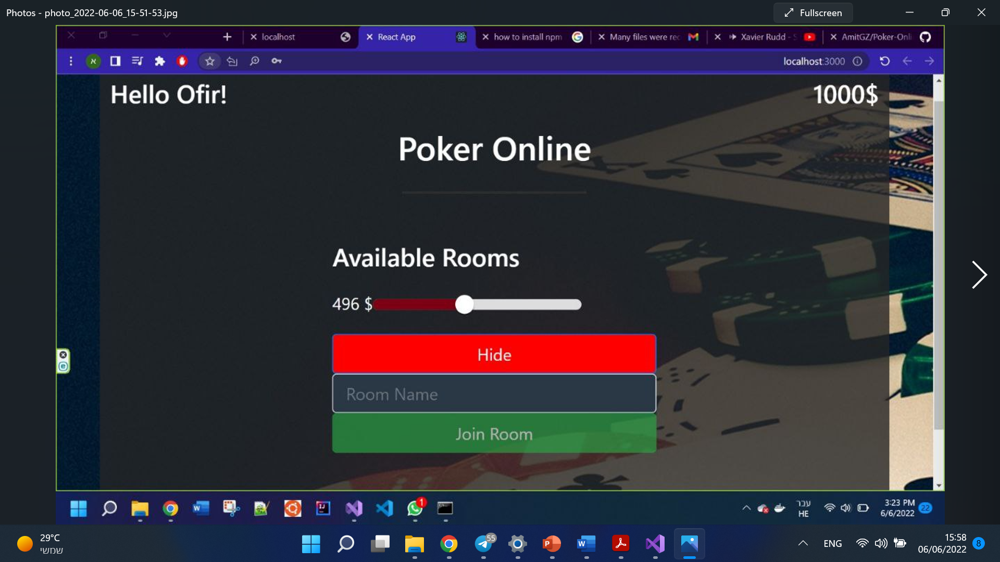 Photos - photo_2022-06-06_15-51-53.jpg
Fullscreen
localhost
React App
how to install npm
Many files were rec
Xavier Rudd - S
AmitGZ/Poker-Onli
א
localhost:3000
Hello Ofir!
1000$
Poker Online
Available Rooms
496 $
Hide
Room Name
Join Room
1
עבר
HE
3:23 PM
6/6/2022
22
29°C
שמשי
55
ENG
15:58
06/06/2022
8